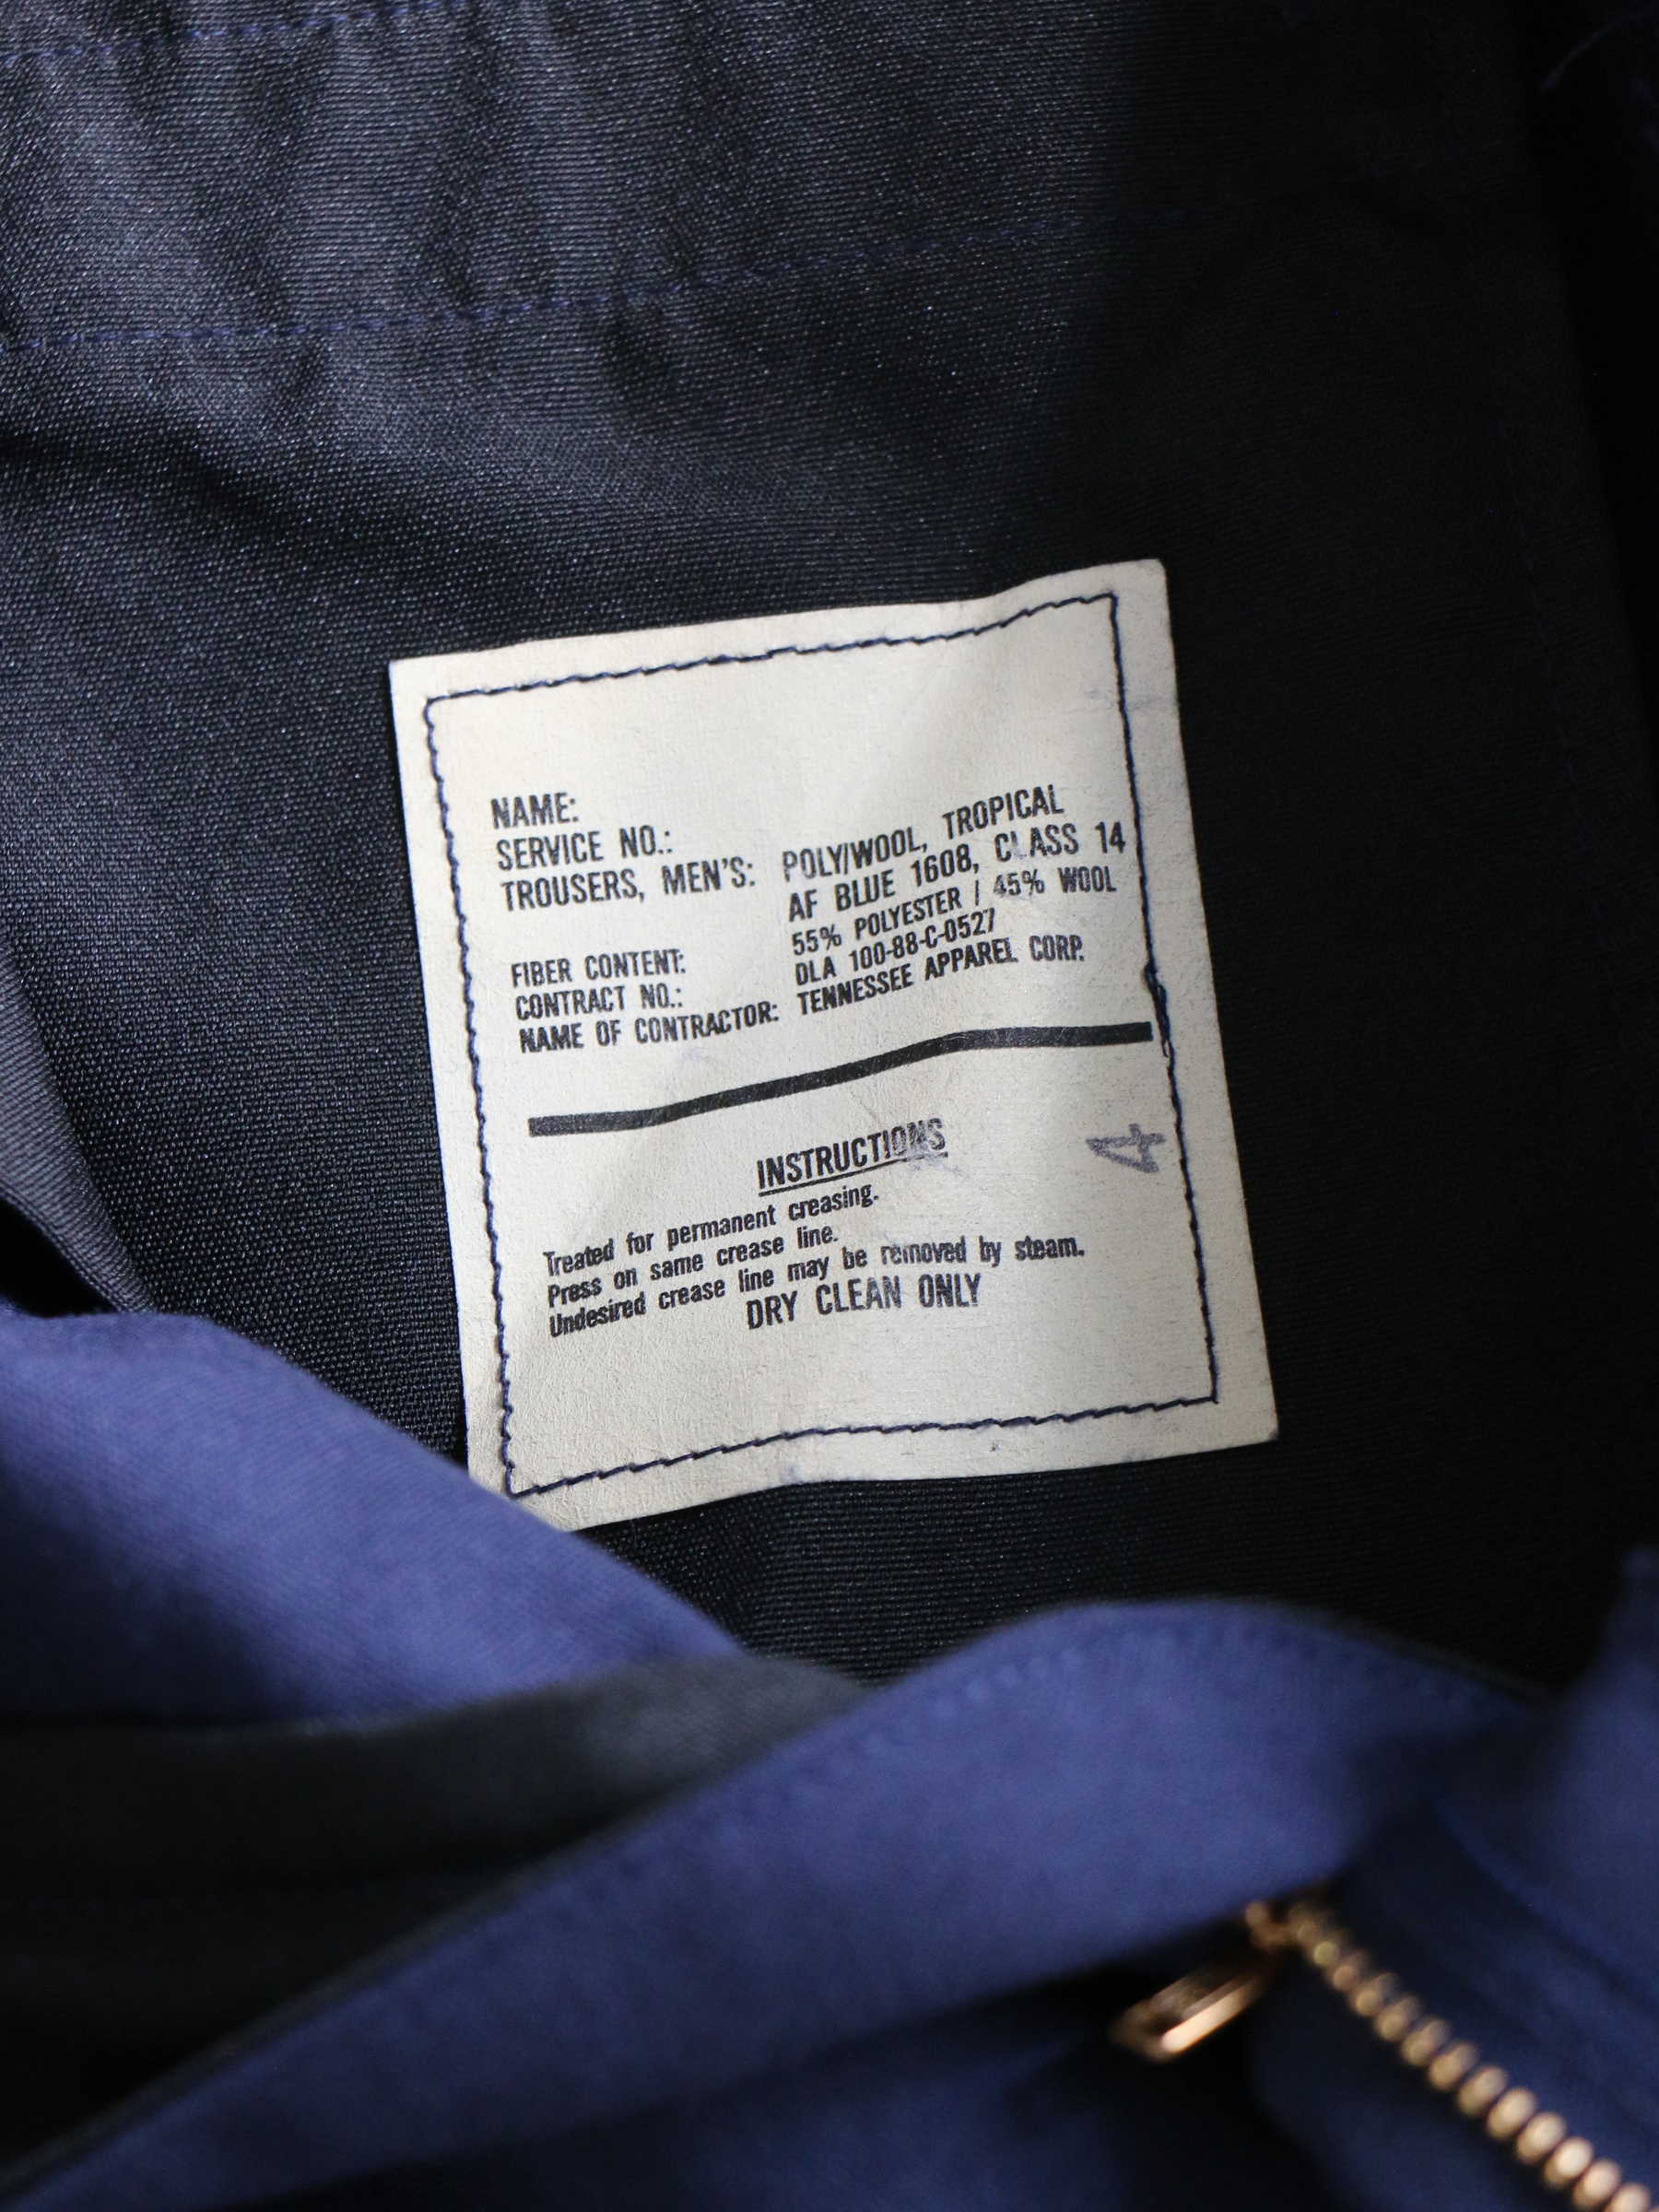 NAME:
SERVICE NO.:
TROUSERS, MEN'S: POLY/WOOL, TROPICAL
AF BLUE 1608, CLASS 14
FIBER CONTENT: 55% POLYESTER / 45% WOOL
CONTRACT NO.: DLA 100-88-C-0527
NAME OF CONTRACTOR: TENNESSEE APPAREL CORP.
INSTRUCTIONS
4
Treated for permanent creasing.
Press on same crease line.
Undesired crease line may be removed by steam.
DRY CLEAN ONLY